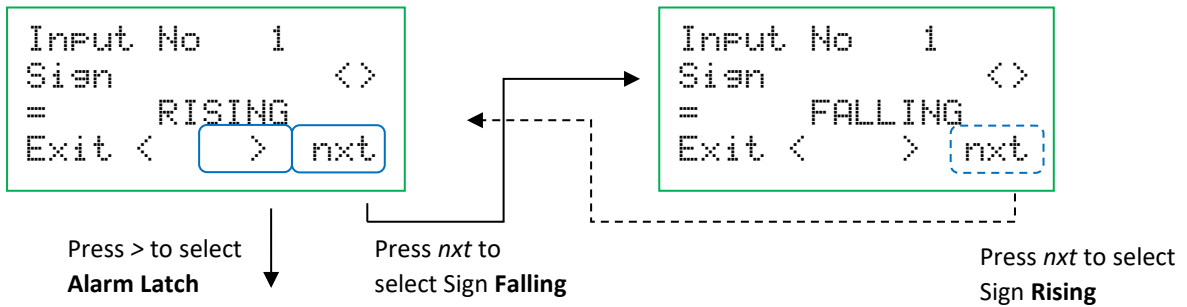 Input No 1
Sign <>
= RISING
Exit < > nxt
Input No 1
Sign <>
= FALLING
Exit < > nxt
Press > to select
Alarm Latch
Press nxt to
select Sign Falling
Press nxt to select
Sign Rising